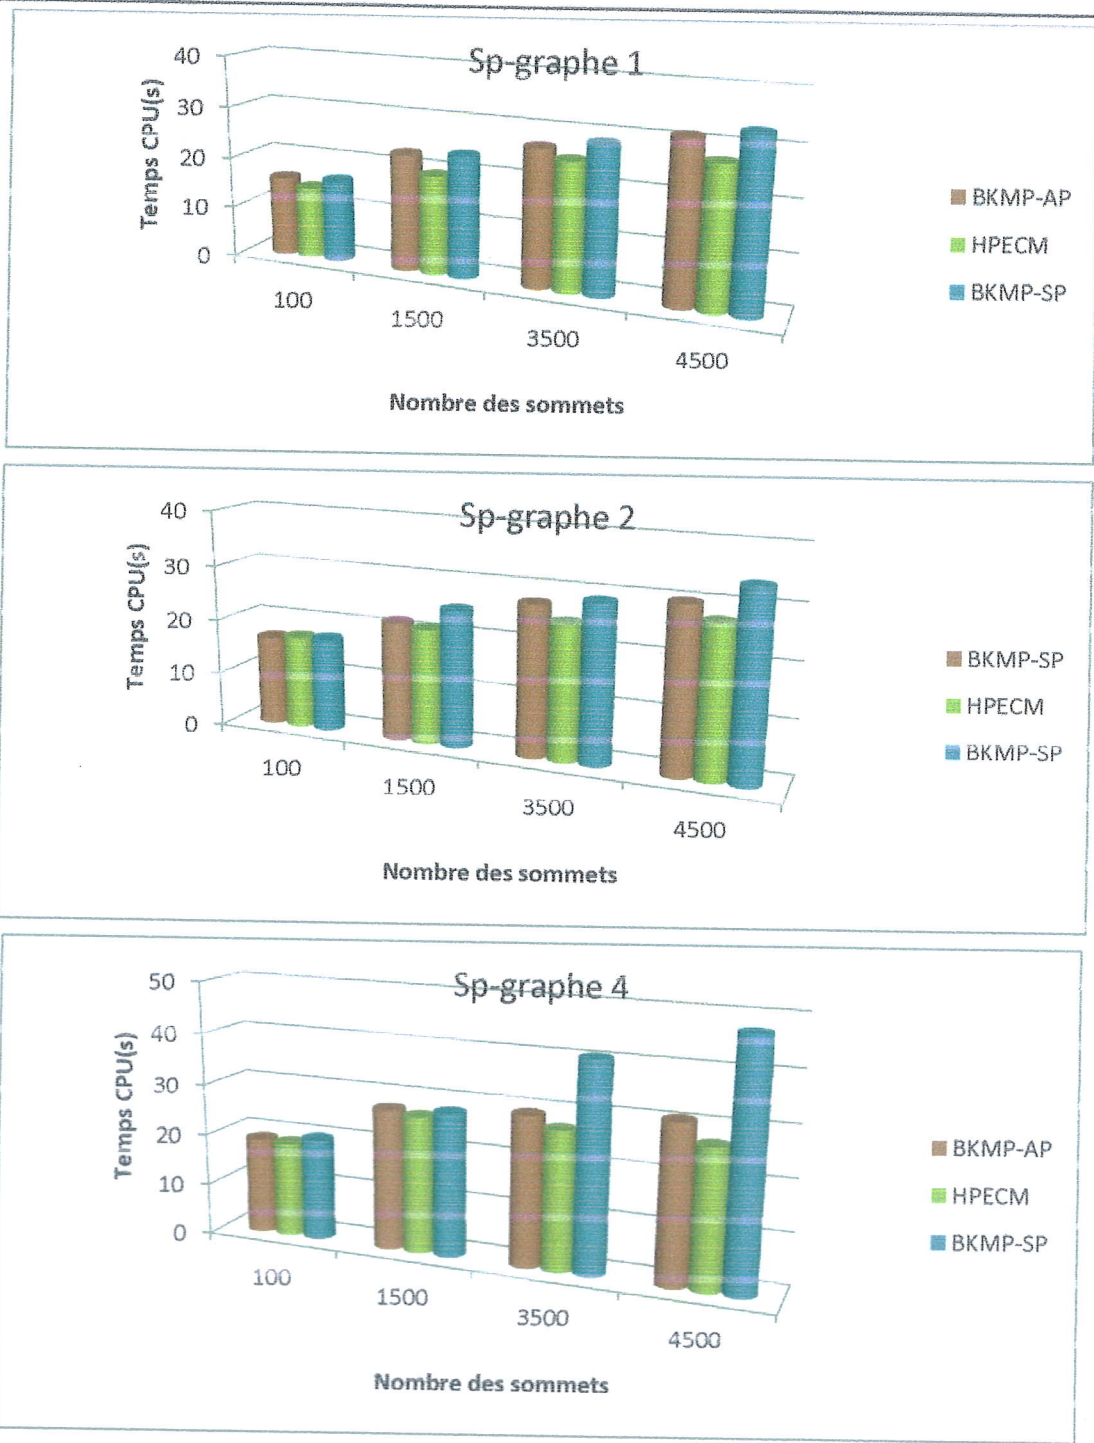 Sp-graphe 1
Temps CPU(s)
40
30
20
10
0
100
1500
3500
4500
Nombre des sommets
BKMP-AP
HPECM
BKMP-SP
Sp-graphe 2
Temps CPU(s)
40
30
20
10
0
100
1500
3500
4500
Nombre des sommets
BKMP-SP
HPECM
BKMP-SP
Sp-graphe 4
Temps CPU(s)
50
40
30
20
10
0
100
1500
3500
4500
Nombre des sommets
BKMP-AP
HPECM
BKMP-SP